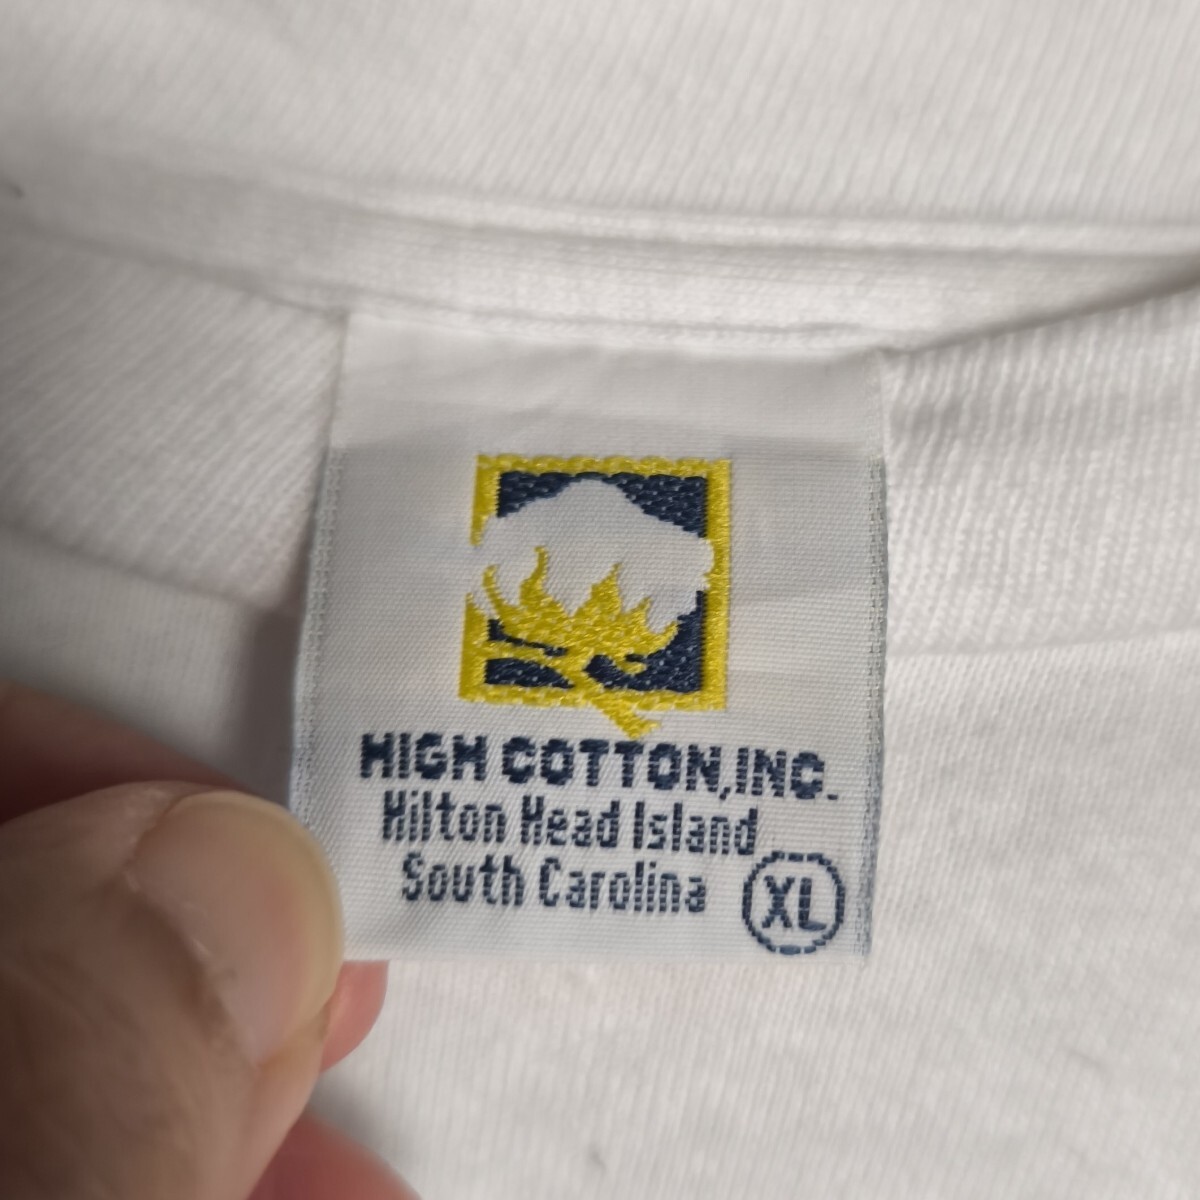 HIGH COTTON, INC.
Hilton Head Island
South Carolina
XL